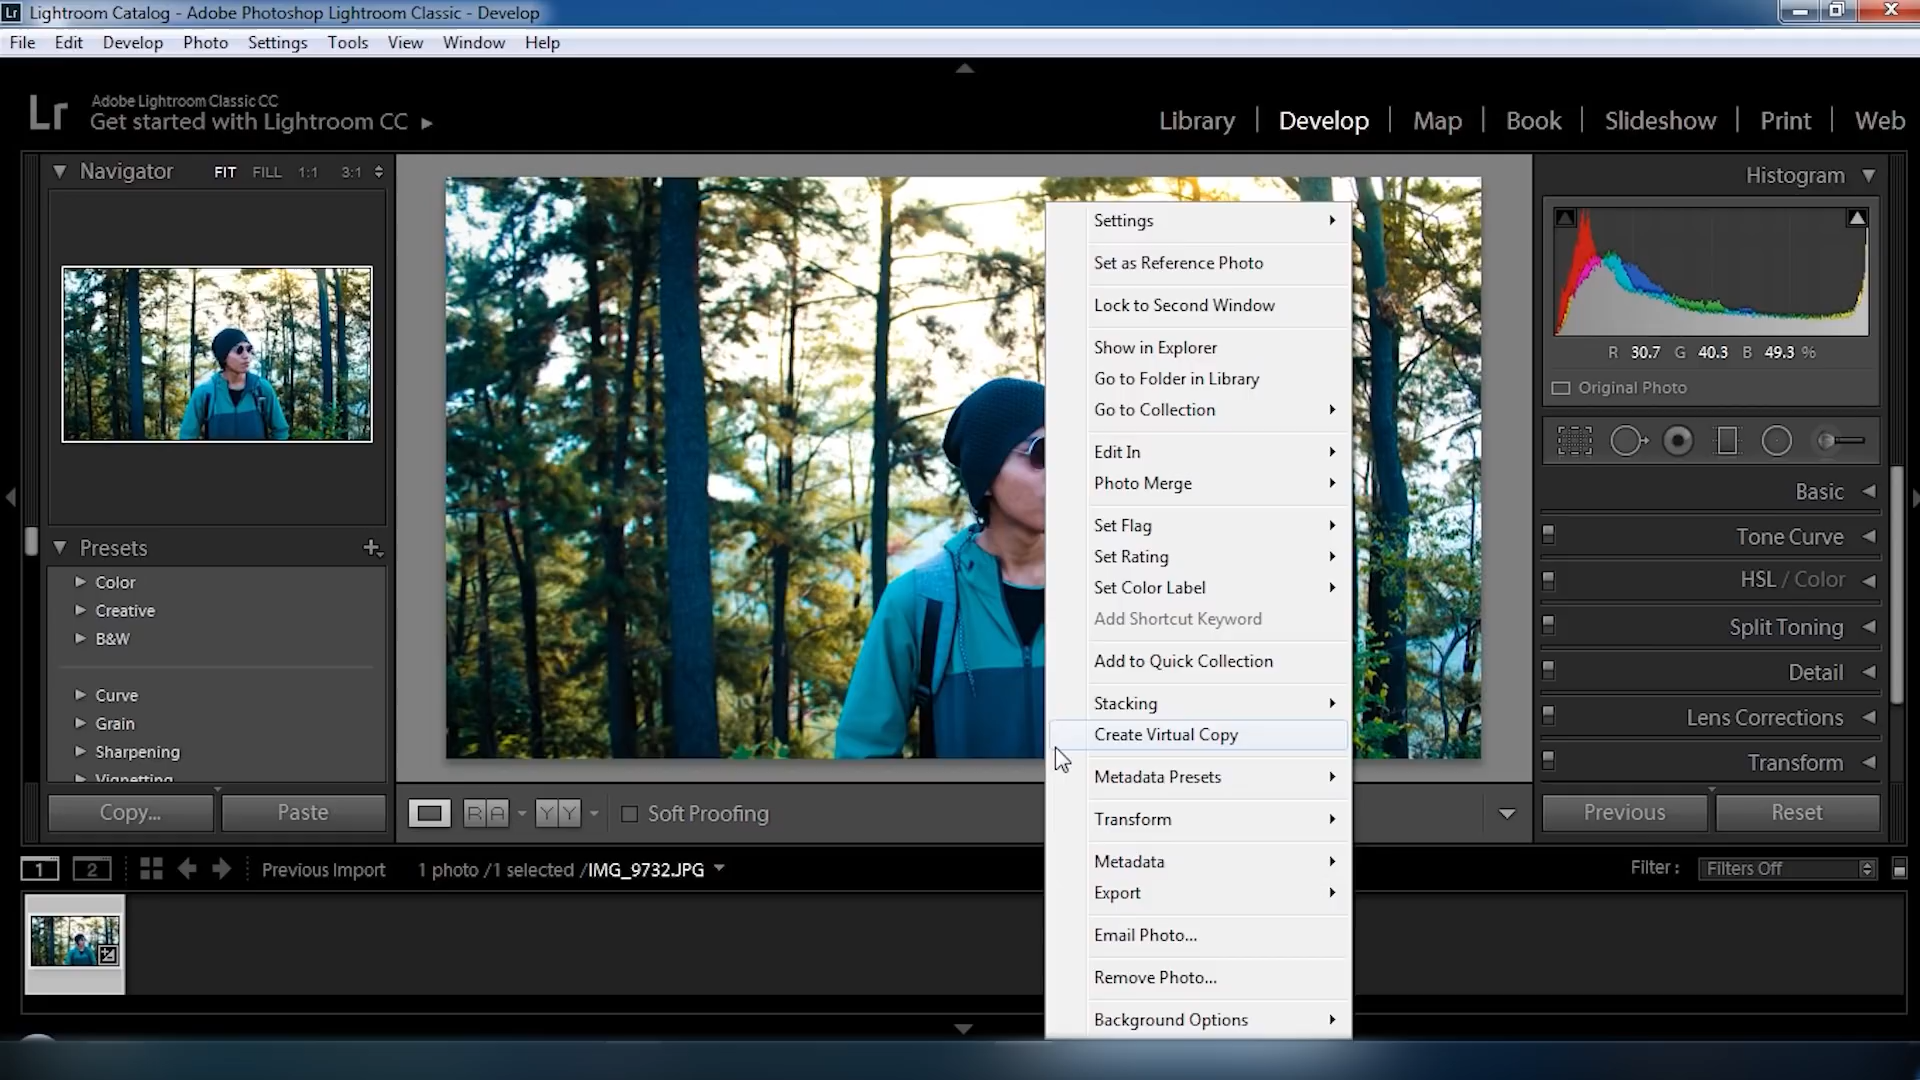 Lr Lightroom Catalog - Adobe Photoshop Lightroom Classic - Develop
File Edit Develop Photo Settings Tools View Window Help
Lr Adobe Lightroom Classic CC
Get started with Lightroom CC
Library | Develop | Map | Book | Slideshow | Print | Web
Navigator FIT FILL 1:1 3:1
Presets
Color
Creative
B&W
Curve
Grain
Sharpening
Vignetting
Copy... Paste
Settings
Set as Reference Photo
Lock to Second Window
Show in Explorer
Go to Folder in Library
Go to Collection
Edit In
Photo Merge
Set Flag
Set Rating
Set Color Label
Add Shortcut Keyword
Add to Quick Collection
Stacking
Create Virtual Copy
Metadata Presets
Transform
Metadata
Export
Email Photo...
Remove Photo...
Background Options
Histogram
R 30.7 G 40.3 B 49.3 %
Original Photo
Basic
Tone Curve
HSL / Color
Split Toning
Detail
Lens Corrections
Transform
Previous Reset
R A Y Y Soft Proofing
1 2 Previous Import 1 photo /1 selected /IMG_9732.JPG
Filter : Filters Off